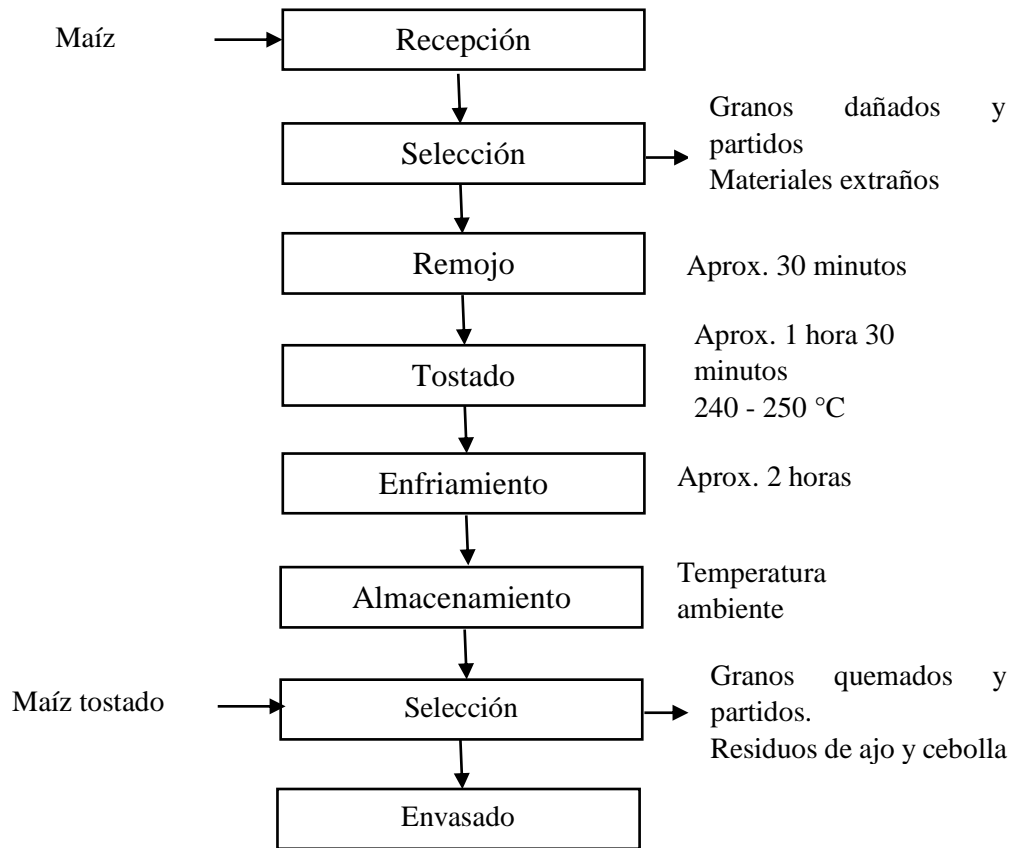 Maíz
Recepción
Selección
Granos dañados y
partidos
Materiales extraños
Remojo
Aprox. 30 minutos
Tostado
Aprox. 1 hora 30
minutos
240 - 250 °C
Enfriamiento
Aprox. 2 horas
Almacenamiento
Temperatura
ambiente
Maíz tostado
Selección
Granos quemados y
partidos.
Residuos de ajo y cebolla
Envasado